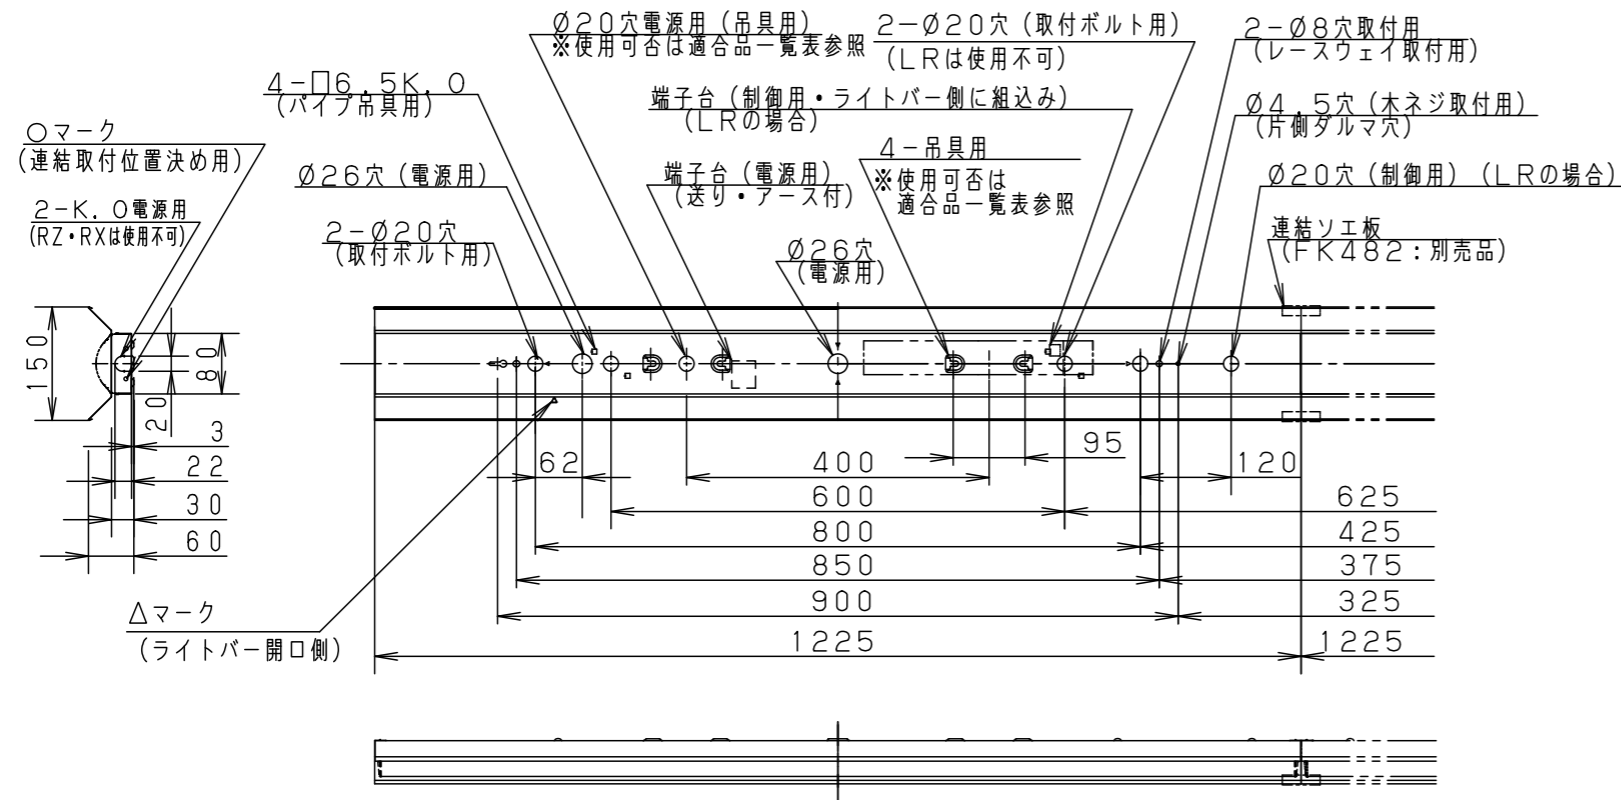 Ø20穴電源用（吊具用）
※使用可否は適合品一覧表参照
2－Ø20穴（取付ボルト用）
（LRは使用不可）
2－Ø8穴取付用
（レースウェイ取付用）
4－□6．5K．O
（パイプ吊具用）
端子台（制御用・ライトバー側に組込み）
（LRの場合）
Ø4．5穴（木ネジ取付用）
（片側ダルマ穴）
○マーク
（連結取付位置決め用）
Ø26穴（電源用）
端子台（電源用）
（送り・アース付）
4－吊具用
※使用可否は
適合品一覧表参照
Ø20穴（制御用）（LRの場合）
2－K．O電源用
（RZ・RXは使用不可）
2－Ø20穴
（取付ボルト用）
Ø26穴
（電源用）
連結ソエ板
（FK482：別売品）
150
80
20
3
22
30
60
62
400
95
120
600
625
800
425
850
375
900
325
1225
1225
△マーク
（ライトバー開口側）